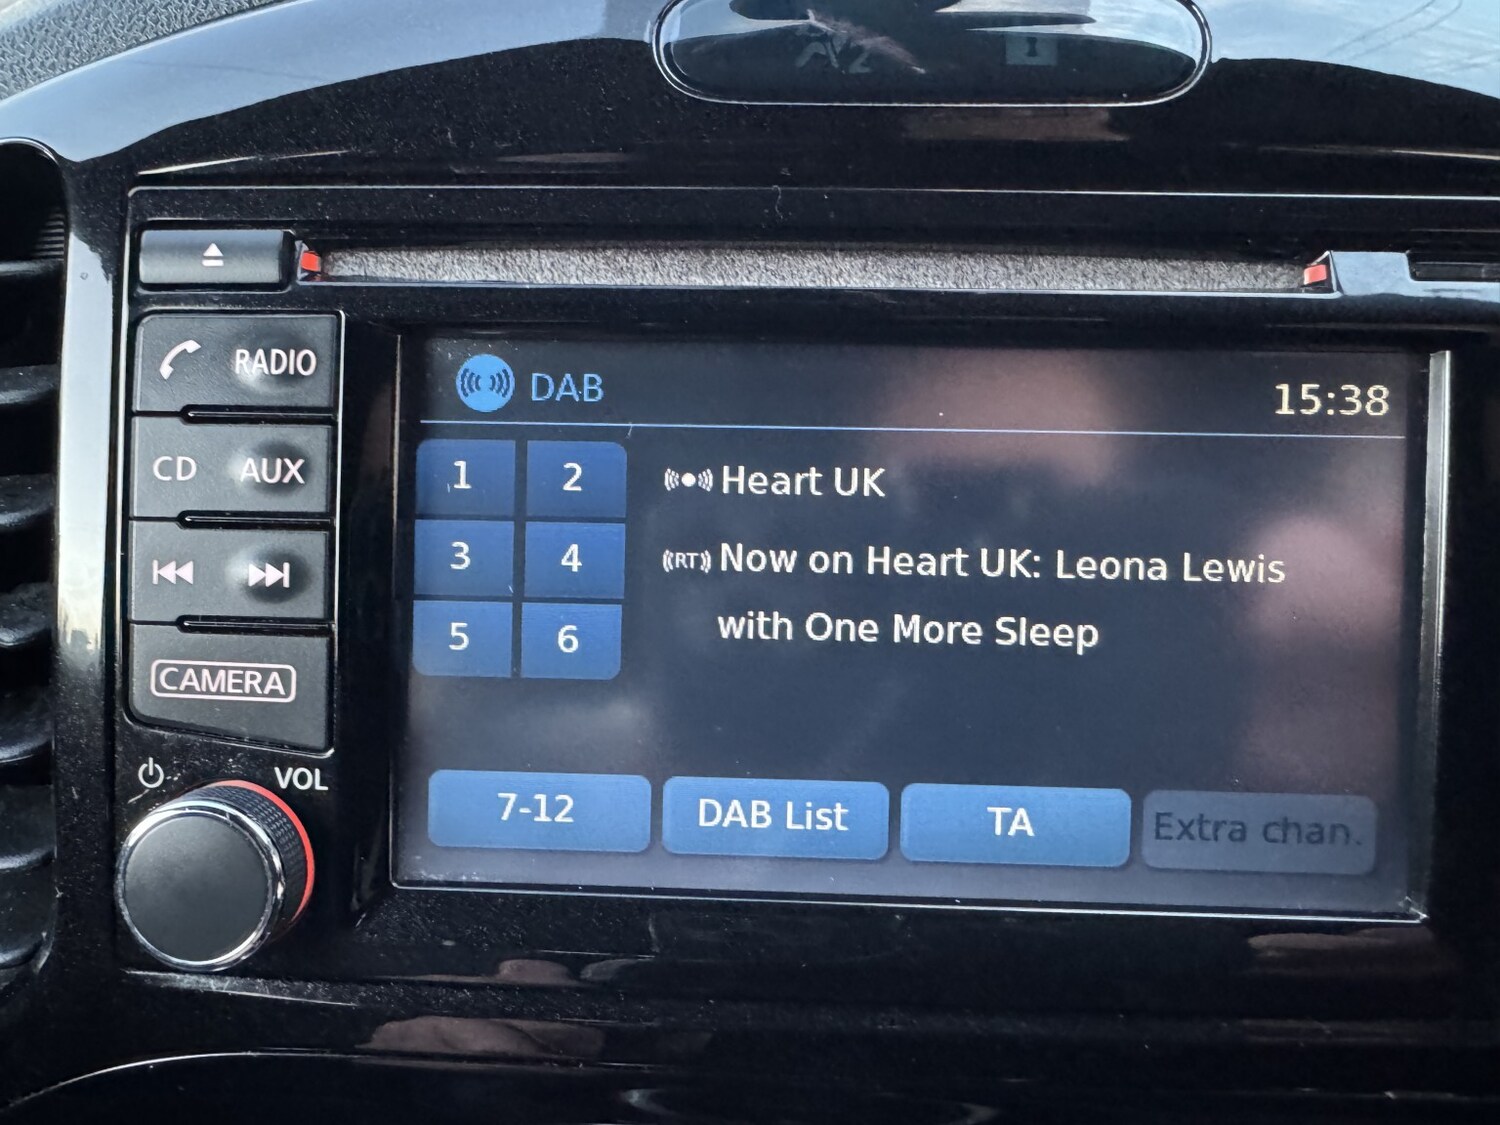 RADIO
CD AUX
CAMERA
VOL
DAB
15:38
1 2
3 4
5 6
Heart UK
RT Now on Heart UK: Leona Lewis
with One More Sleep
7-12 DAB List TA Extra chan.